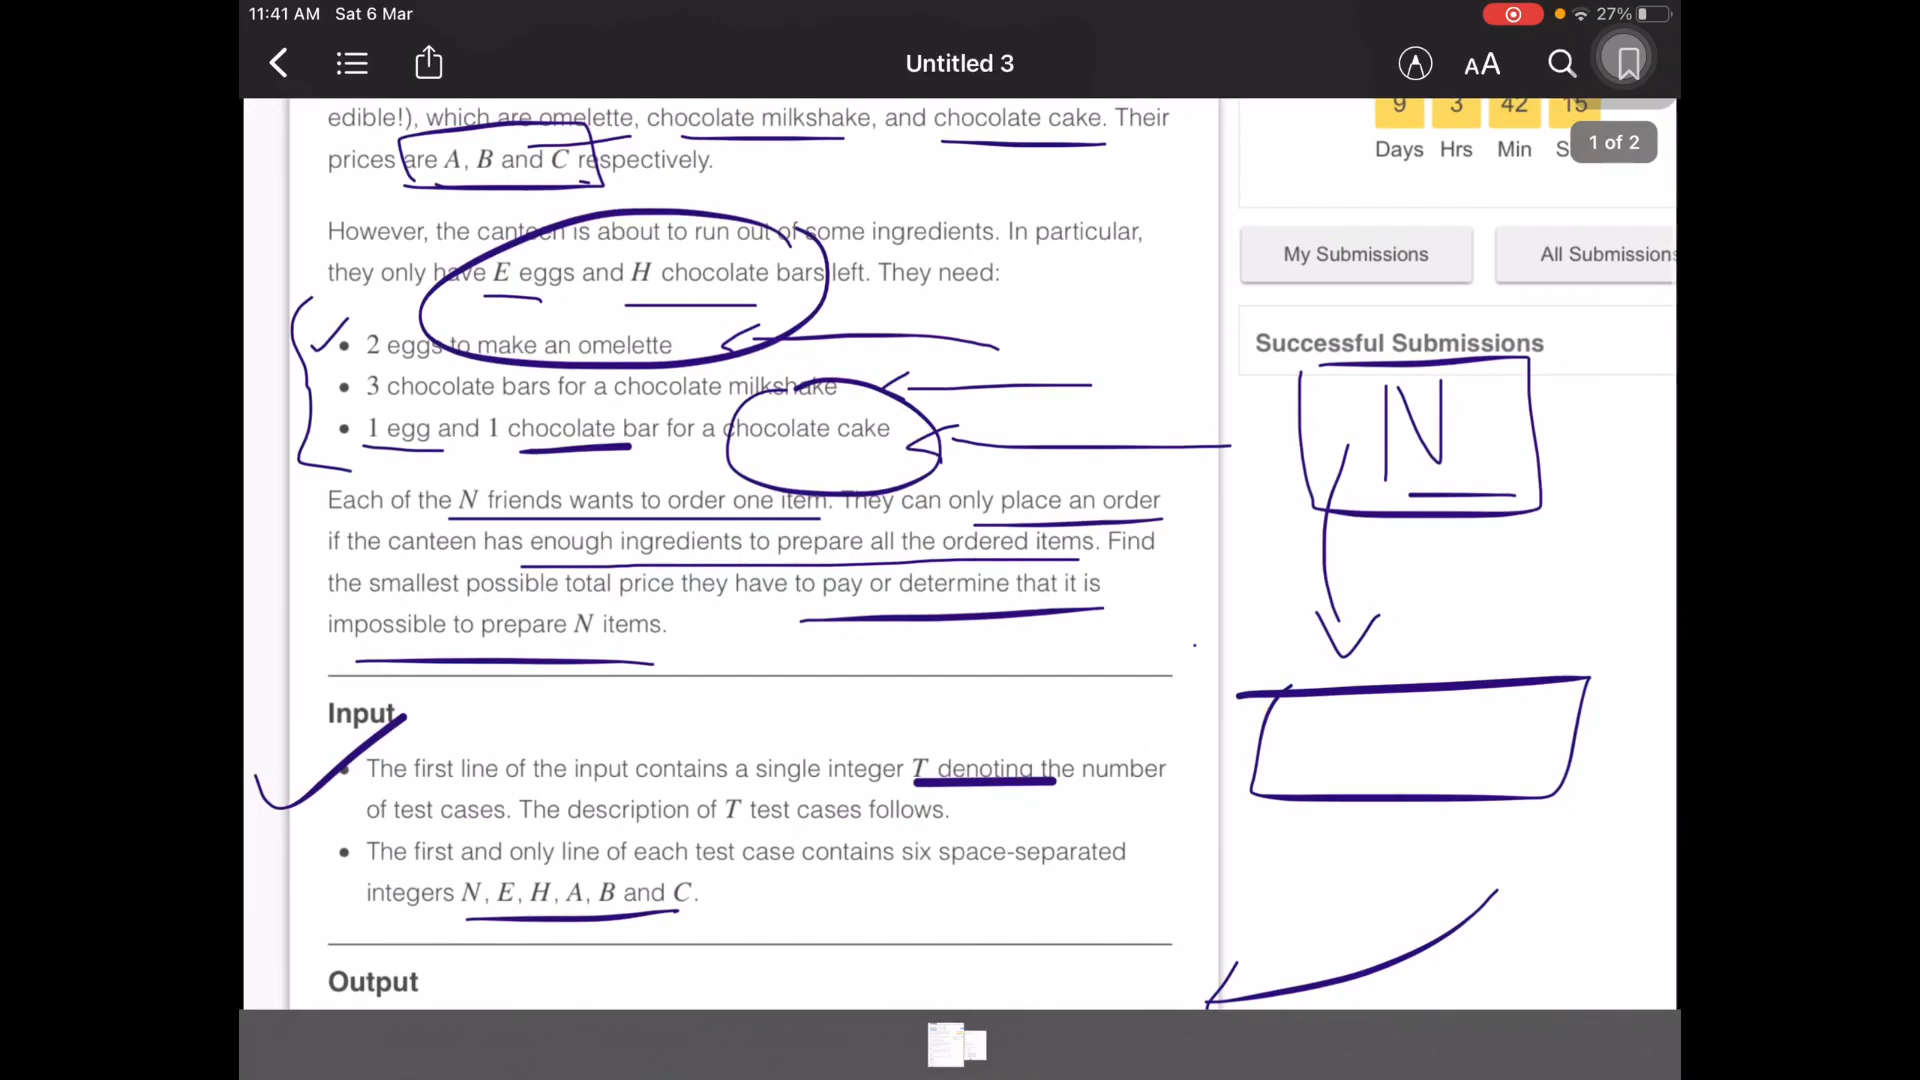 11:41 AM Sat 6 Mar
27%
Untitled 3
AA
edible!), which are omelette, chocolate milkshake, and chocolate cake. Their
prices are A, B and C respectively.
However, the canteen is about to run out of some ingredients. In particular,
they only have E eggs and H chocolate bars left. They need:
• 2 eggs to make an omelette
• 3 chocolate bars for a chocolate milkshake
• 1 egg and 1 chocolate bar for a chocolate cake
Each of the N friends wants to order one item. They can only place an order
if the canteen has enough ingredients to prepare all the ordered items. Find
the smallest possible total price they have to pay or determine that it is
impossible to prepare N items.
Input
• The first line of the input contains a single integer T denoting the number
of test cases. The description of T test cases follows.
• The first and only line of each test case contains six space-separated
integers N, E, H, A, B and C.
Output
9 3 42 15
Days Hrs Min S
1 of 2
My Submissions
All Submissions
Successful Submissions
N